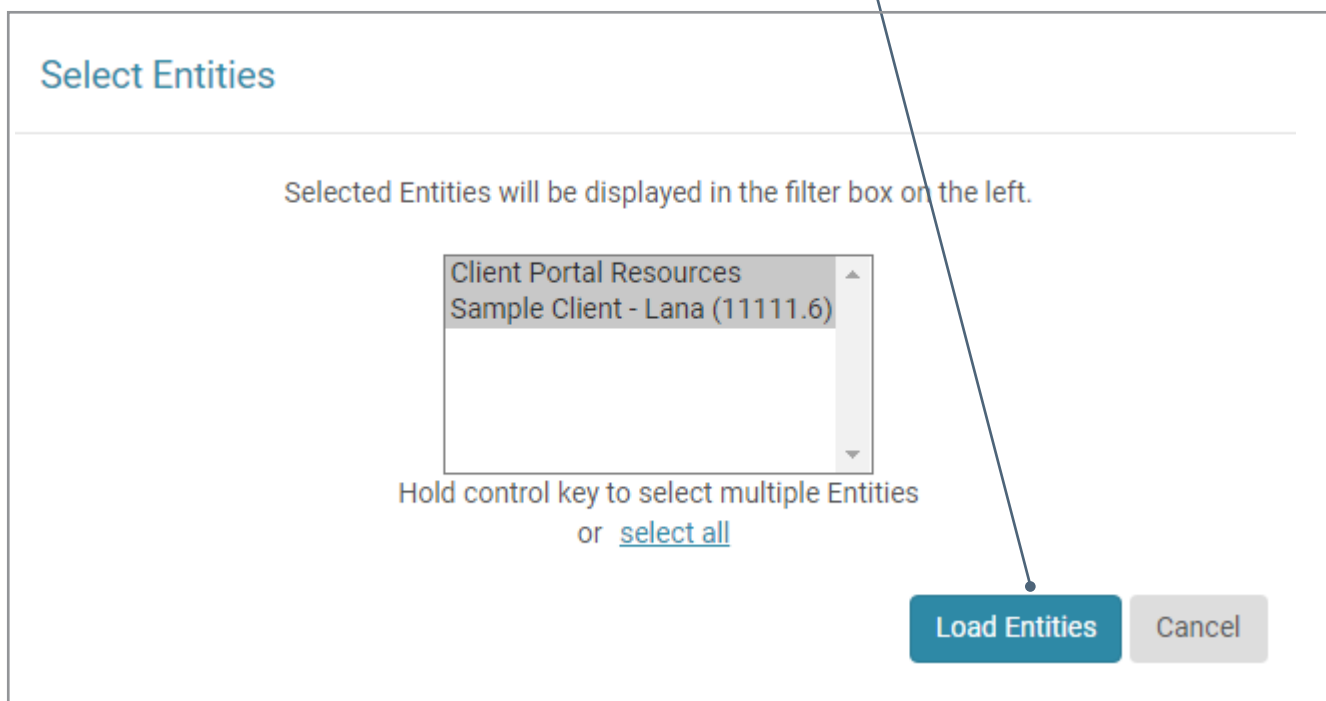 Select Entities
Selected Entities will be displayed in the filter box on the left.
Client Portal Resources
Sample Client - Lana (11111.6)
Hold control key to select multiple Entities
or select all
Load Entities
Cancel